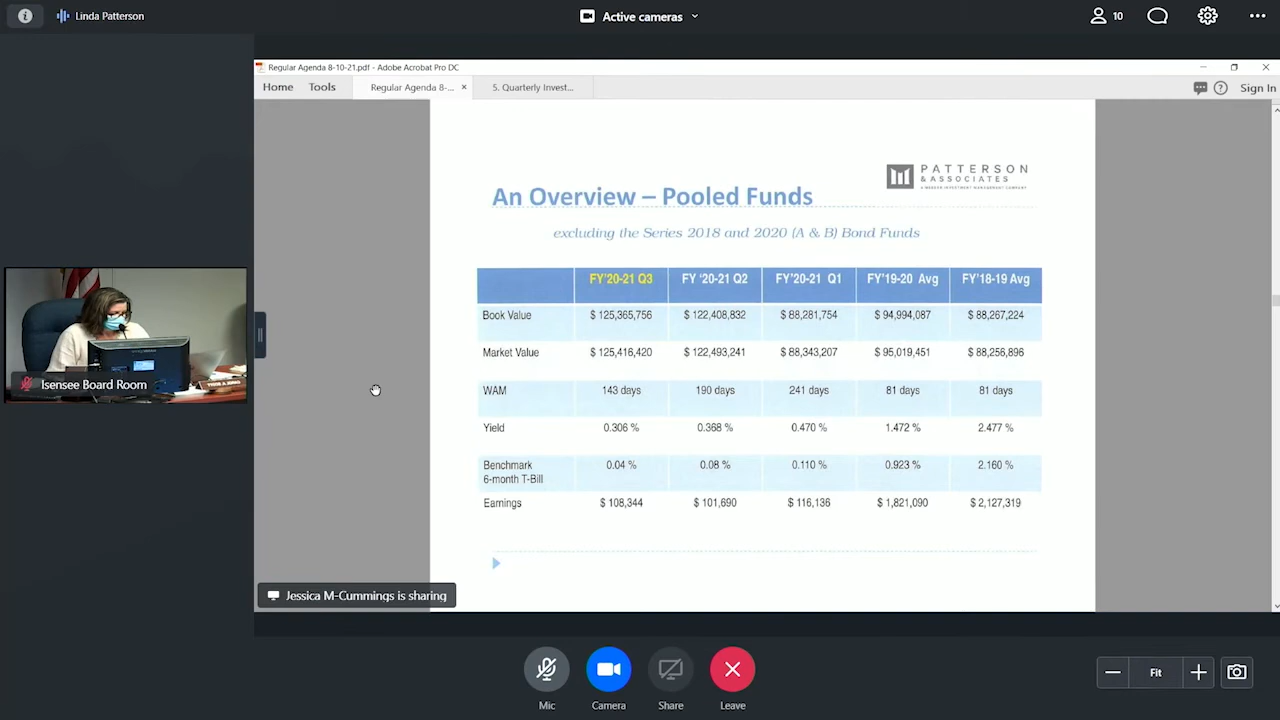 Linda Patterson
Active cameras
10
Regular Agenda 8-10-21.pdf - Adobe Acrobat Pro DC
Home Tools Regular Agenda 8-... × 5. Quarterly Invest... Sign In
PATTERSON
& ASSOCIATES
An Overview – Pooled Funds
excluding the Series 2018 and 2020 (A & B) Bond Funds
FY'20-21 Q3 FY '20-21 Q2 FY'20-21 Q1 FY'19-20 Avg FY'18-19 Avg
Book Value $ 125,365,756 $ 122,408,832 $ 88,281,754 $ 94,994,087 $ 88,267,224
Market Value $ 125,416,420 $ 122,493,241 $ 88,343,207 $ 95,019,451 $ 88,256,896
WAM 143 days 190 days 241 days 81 days 81 days
Yield 0.306 % 0.368 % 0.470 % 1.472 % 2.477 %
Benchmark 0.04 % 0.08 % 0.110 % 0.923 % 2.160 %
6-month T-Bill
Earnings $ 108,344 $ 101,690 $ 116,136 $ 1,821,090 $ 2,127,319
Isensee Board Room
Jessica M-Cummings is sharing
Mic Camera Share Leave
Fit